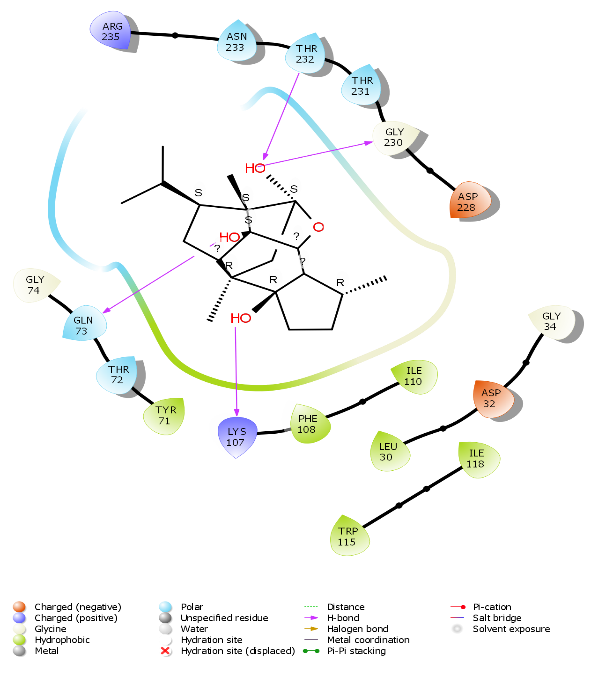 ARG
235
ASN
233
THR
232
THR
231
GLY
230
ASP
228
HO
S
S
S
S
O
HO
?
?
?
R
R
R
HO
GLY
74
GLN
73
THR
72
TYR
71
LYS
107
PHE
108
ILE
110
GLY
34
ASP
32
LEU
30
ILE
118
TRP
115
Charged (negative)
Charged (positive)
Glycine
Hydrophobic
Metal
Polar
Unspecified residue
Water
Hydration site
Hydration site (displaced)
Distance
H-bond
Halogen bond
Metal coordination
Pi-Pi stacking
Pi-cation
Salt bridge
Solvent exposure